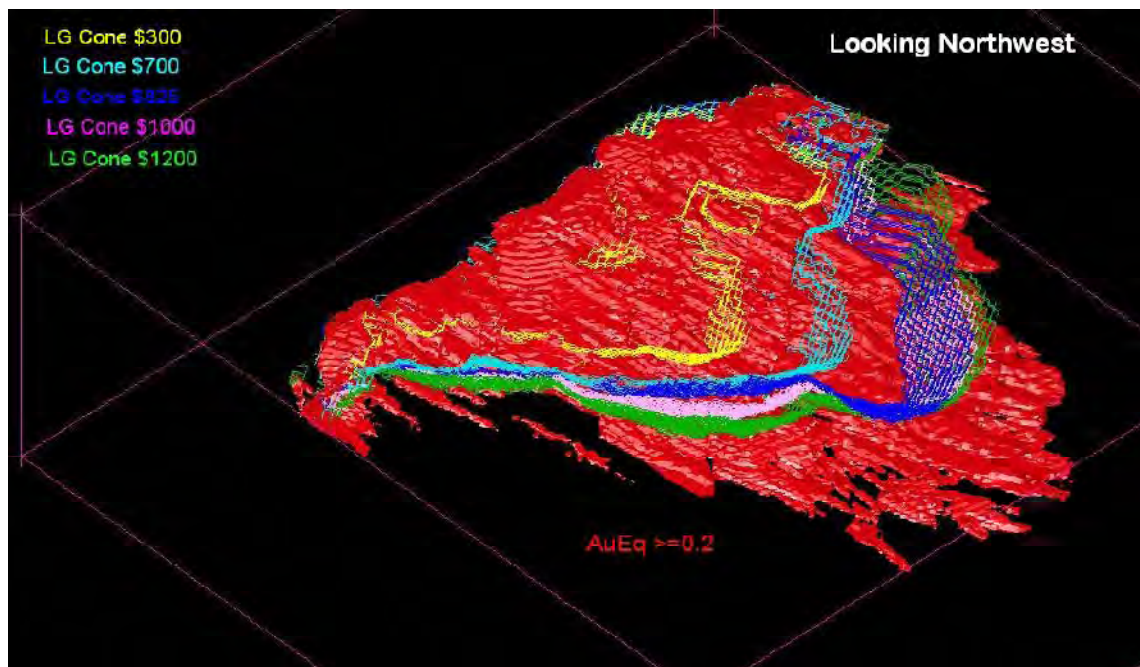 LG Cone $300
LG Cone $700
LG Cone $825
LG Cone $1000
LG Cone $1200
Looking Northwest
AuEq >=0.2